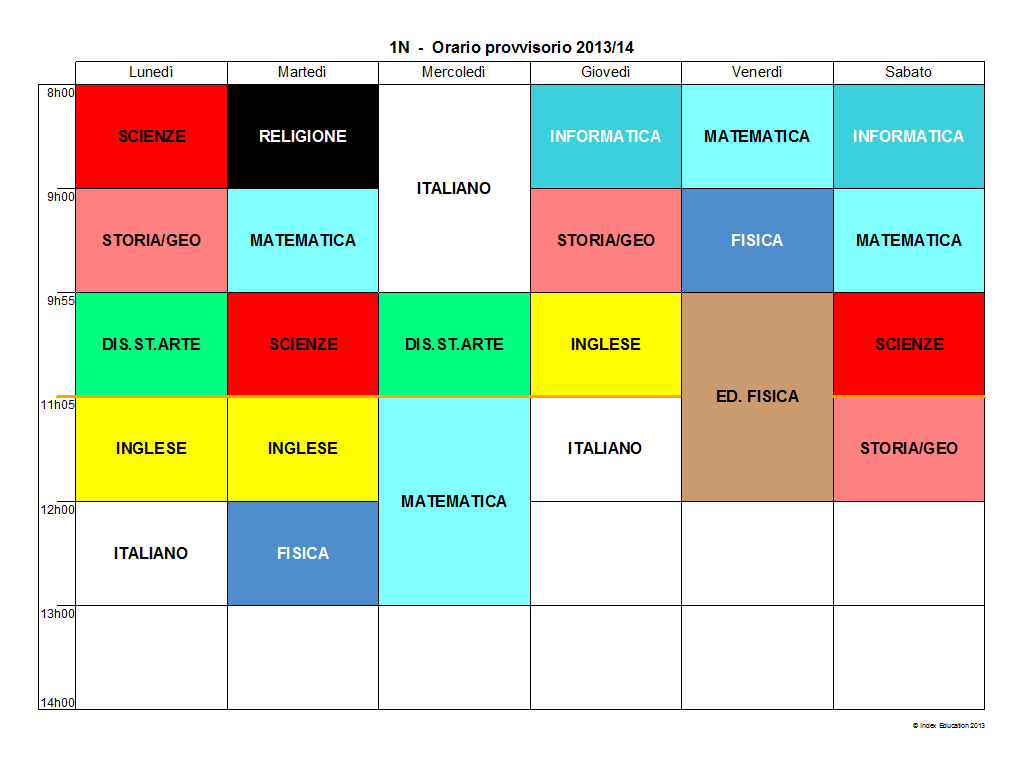 1N - Orario provvisorio 2013/14
Lunedì Martedì Mercoledì Giovedì Venerdì Sabato
8h00
SCIENZE RELIGIONE INFORMATICA MATEMATICA INFORMATICA
ITALIANO
9h00
STORIA/GEO MATEMATICA STORIA/GEO FISICA MATEMATICA
9h55
DIS.ST.ARTE SCIENZE DIS.ST.ARTE INGLESE SCIENZE
ED. FISICA
11h05
INGLESE INGLESE ITALIANO STORIA/GEO
MATEMATICA
12h00
ITALIANO FISICA
13h00
14h00
© Index Education 2013